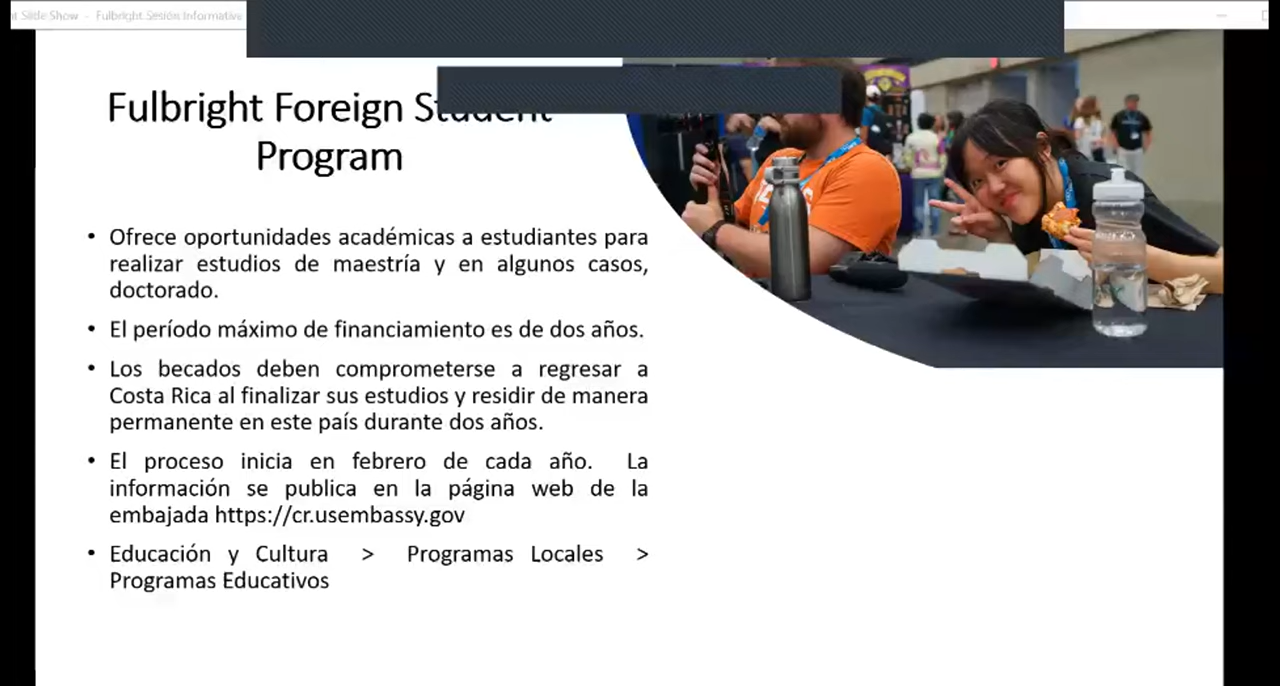 Slide Show - Fulbright Sesión Informativa
Fulbright Foreign Student
Program
• Ofrece oportunidades académicas a estudiantes para
realizar estudios de maestría y en algunos casos,
doctorado.
• El período máximo de financiamiento es de dos años.
• Los becados deben comprometerse a regresar a
Costa Rica al finalizar sus estudios y residir de manera
permanente en este país durante dos años.
• El proceso inicia en febrero de cada año. La
información se publica en la página web de la
embajada https://cr.usembassy.gov
• Educación y Cultura > Programas Locales >
Programas Educativos